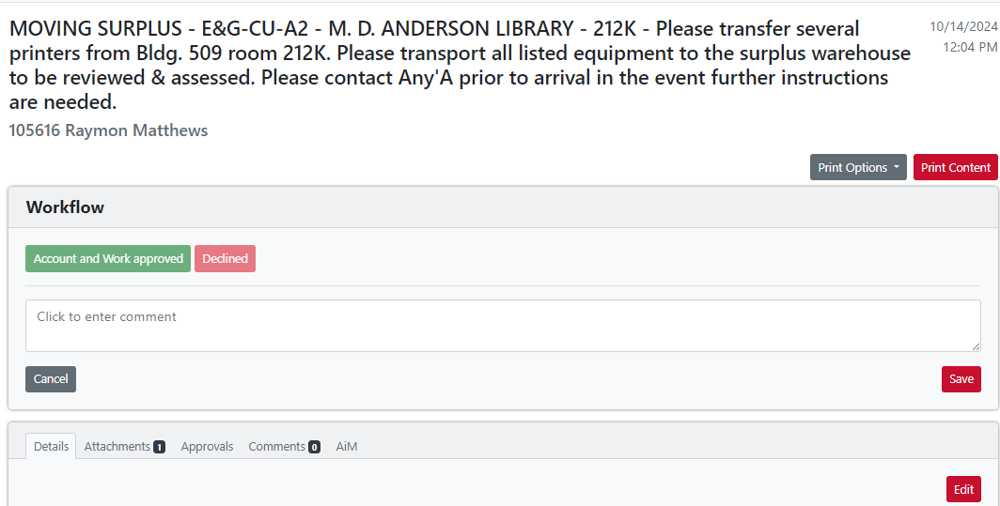 MOVING SURPLUS - E&G-CU-A2 - M. D. ANDERSON LIBRARY - 212K - Please transfer several
printers from Bldg. 509 room 212K. Please transport all listed equipment to the surplus warehouse
to be reviewed & assessed. Please contact Any'A prior to arrival in the event further instructions
are needed.
10/14/2024
12:04 PM
105616 Raymon Matthews
Print Options
Print Content
Workflow
Account and Work approved
Declined
Click to enter comment
Cancel
Save
Details
Attachments 1
Approvals
Comments 0
AiM
Edit